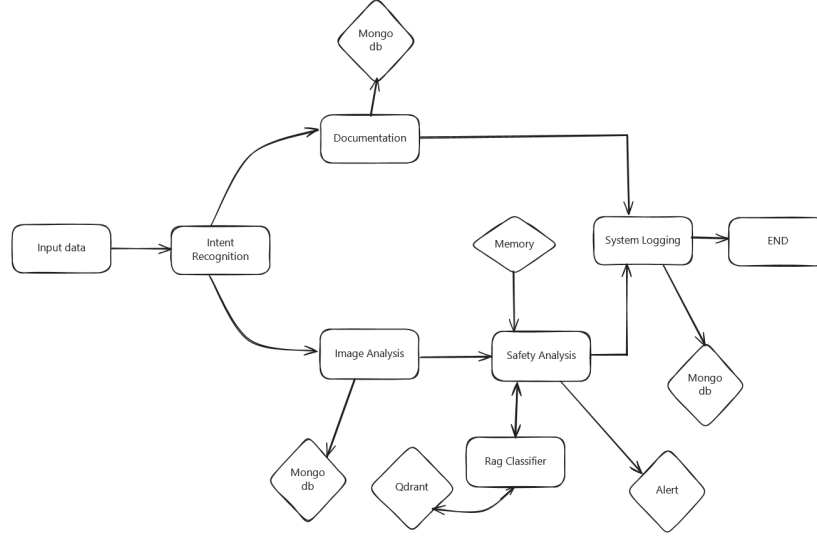 Mongo
db
Documentation
Input data
Intent
Recognition
Memory
System Logging
END
Image Analysis
Safety Analysis
Mongo
db
Mongo
db
Rag Classifier
Qdrant
Alert